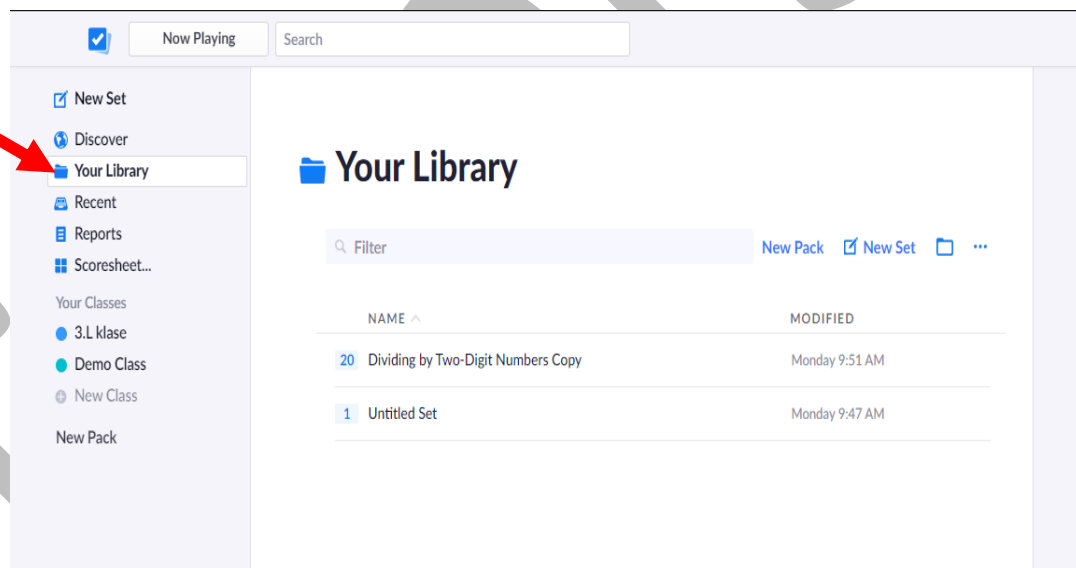 Now Playing
Search
New Set
Discover
Your Library
Recent
Reports
Scoresheet...
Your Classes
3.L klase
Demo Class
New Class
New Pack
Your Library
Filter
New Pack New Set ...
NAME MODIFIED
20 Dividing by Two-Digit Numbers Copy Monday 9:51 AM
1 Untitled Set Monday 9:47 AM